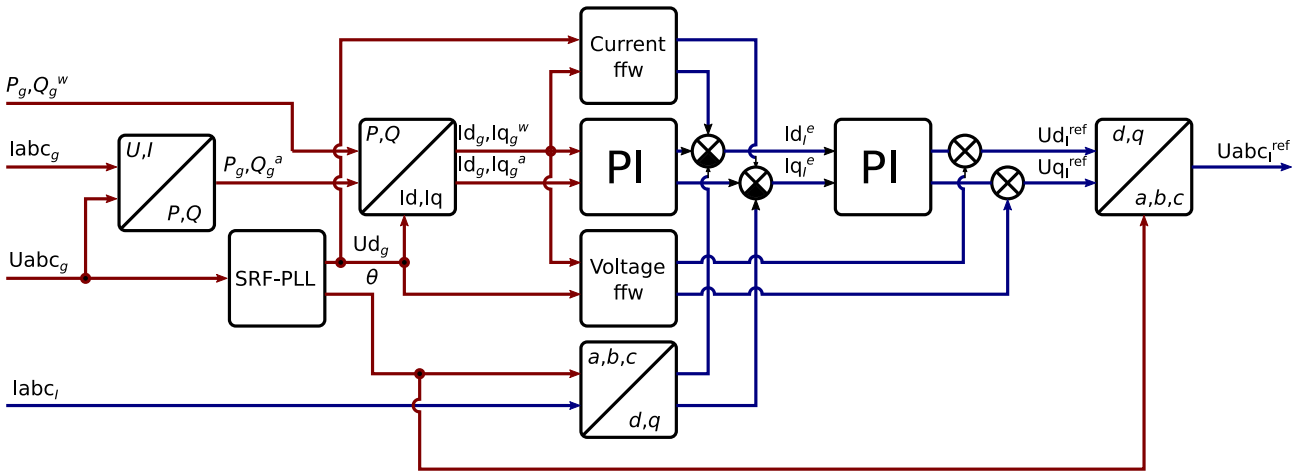 Current
ffw
P_g,Q_g^w
Iabc_g
U,I
P,Q
P_g,Q_g^a
P,Q
Id,Iq
Id_g,Iq_g^w
Id_g,Iq_g^a
PI
Id_l^e
Iq_l^e
PI
Ud_l^ref
Uq_l^ref
d,q
a,b,c
Uabc_l^ref
Uabc_g
SRF-PLL
Ud_g
θ
Voltage
ffw
Iabc_l
a,b,c
d,q